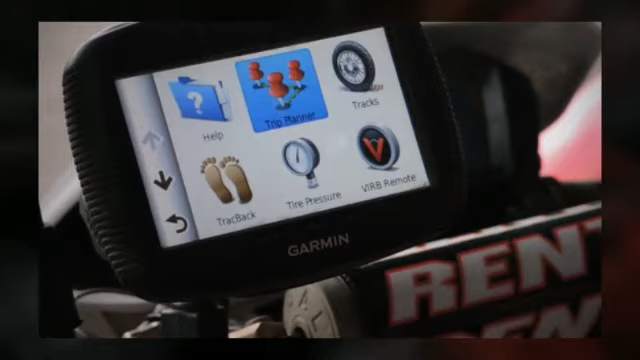 Help
Trip Planner
Tracks
TracBack
Tire Pressure
VIRB Remote
GARMIN
RENT